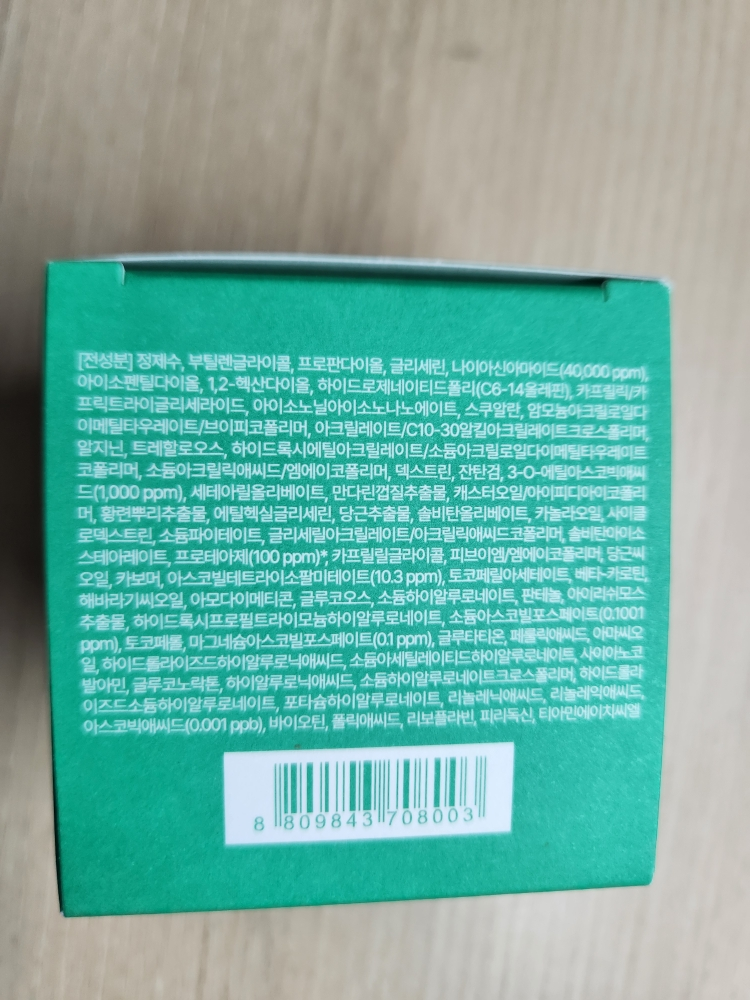 [전성분] 정제수, 부틸렌글라이콜, 프로판다이올, 글리세린, 나이아신아마이드(40,000 ppm),
아이소펜틸다이올, 1,2-헥산다이올, 하이드로제네이티드폴리(C6-14올레핀), 카프릴릭/카
프릭트라이글리세라이드, 아이소노닐아이소노나노에이트, 스쿠알란, 암모늄아크릴로일다
이메틸타우레이트/브이피코폴리머, 아크릴레이트/C10-30알킬아크릴레이트크로스폴리머,
알지닌, 트레할로오스, 하이드록시에틸아크릴레이트/소듐아크릴로일다이메틸타우레이트
코폴리머, 소듐아크릴릭애씨드/엠에이코폴리머, 덱스트린, 잔탄검, 3-O-에틸아스코빅애씨
드(1,000 ppm), 세테아릴올리베이트, 만다린껍질추출물, 캐스터오일/아이피디아이코폴리
머, 황련뿌리추출물, 에틸헥실글리세린, 당근추출물, 솔비탄올리베이트, 카놀라오일, 사이클
로덱스트린, 소듐파이테이트, 글리세릴아크릴레이트/아크릴릭애씨드코폴리머, 솔비탄아이소
스테아레이트, 프로테아제(100 ppm)* 카프릴릴글라이콜, 피브이엠/엠에이코폴리머, 당근씨
오일, 카보머, 아스코빌테트라이소팔미테이트(10.3 ppm), 토코페릴아세테이트, 베타-카로틴,
해바라기씨오일, 아모다이메티콘, 글루코오스, 소듐하이알루로네이트, 판테놀, 아이리쉬모스
추출물, 하이드록시프로필트라이모늄하이알루로네이트, 소듐아스코빌포스페이트(0.1001
ppm), 토코페롤, 마그네슘아스코빌포스페이트(0.1 ppm), 글루타티온, 페룰릭애씨드, 아마씨오
일, 하이드롤라이즈드하이알루로닉애씨드, 소듐아세틸레이티드하이알루로네이트, 사이아노코
발아민, 글루코노락톤, 하이알루로닉애씨드, 소듐하이알루로네이트크로스폴리머, 하이드롤라
이즈드소듐하이알루로네이트, 포타슘하이알루로네이트, 리놀레닉애씨드, 리놀레익애씨드,
아스코빅애씨드(0.001 ppb), 바이오틴, 폴릭애씨드, 리보플라빈, 피리독신, 티아민에이치씨엘
8 809843 708003